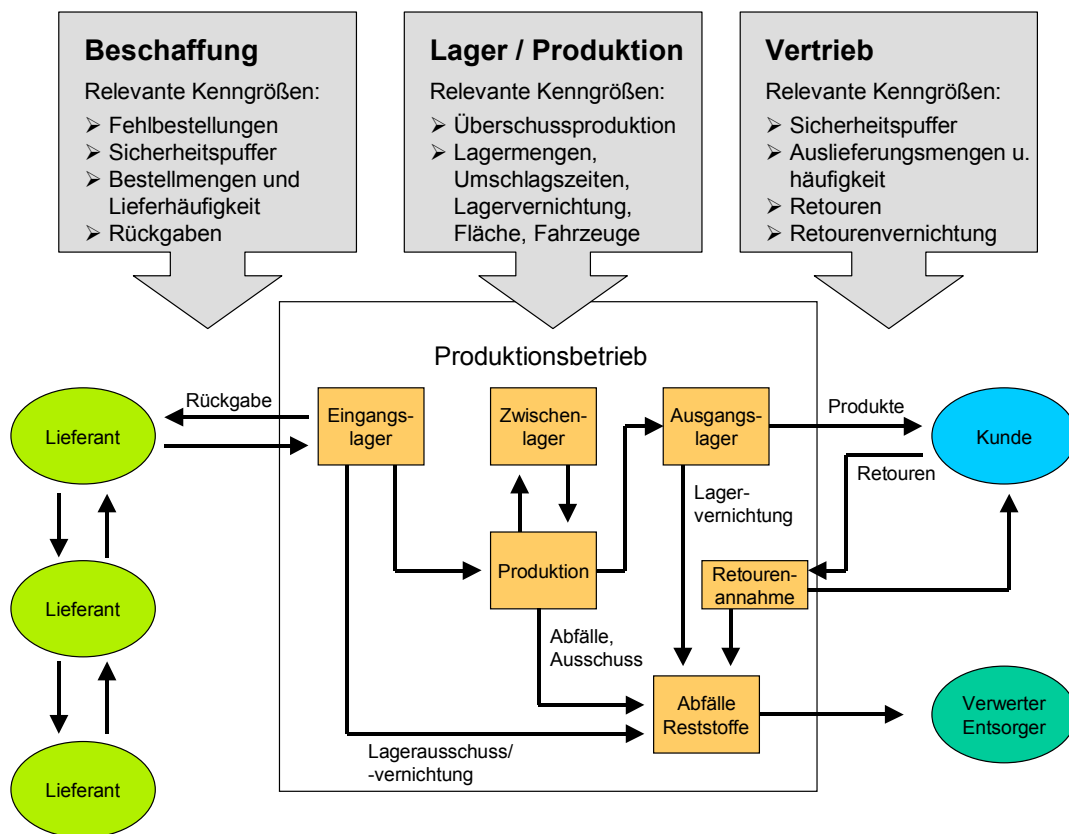 Beschaffung
Relevante Kenngrößen:
➢ Fehlbestellungen
➢ Sicherheitspuffer
➢ Bestellmengen und
Lieferhäufigkeit
➢ Rückgaben
Lager / Produktion
Relevante Kenngrößen:
➢ Überschussproduktion
➢ Lagermengen,
Umschlagszeiten,
Lagervernichtung,
Fläche, Fahrzeuge
Vertrieb
Relevante Kenngrößen:
➢ Sicherheitspuffer
➢ Auslieferungsmengen u.
häufigkeit
➢ Retouren
➢ Retourenvernichtung
Produktionsbetrieb
Lieferant
Rückgabe
Eingangs-
lager
Zwischen-
lager
Ausgangs-
lager
Produkte
Kunde
Retouren
Lager-
vernichtung
Lieferant
Produktion
Retouren-
annahme
Abfälle,
Ausschuss
Abfälle
Reststoffe
Verwerter
Entsorger
Lagerausschuss/
-vernichtung
Lieferant